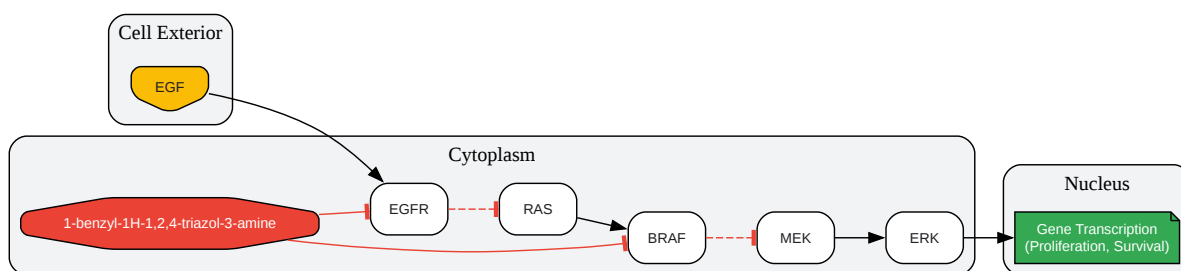 Cell Exterior
EGF
Cytoplasm
1-benzyl-1H-1,2,4-triazol-3-amine
EGFR
RAS
BRAF
MEK
ERK
Nucleus
Gene Transcription
(Proliferation, Survival)